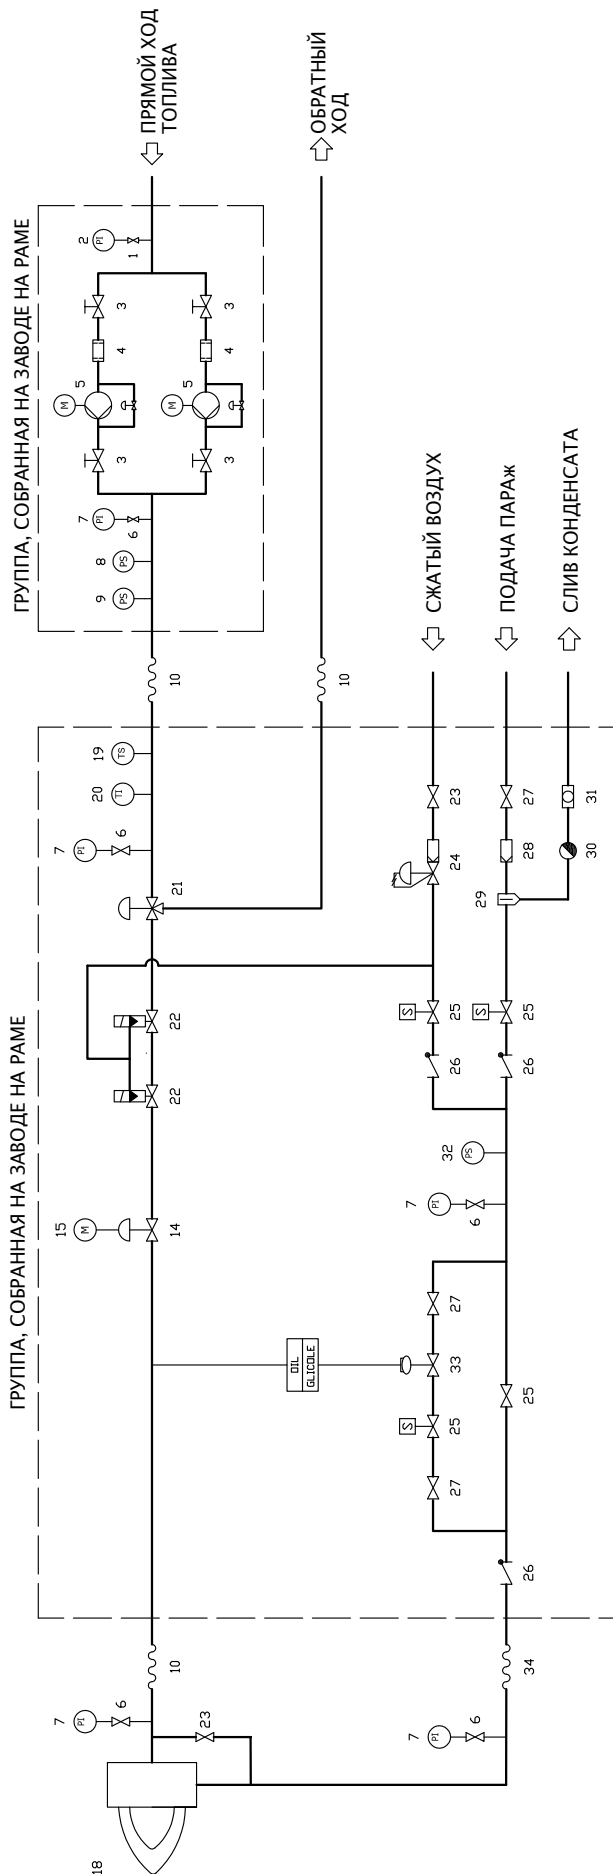 ГРУППА, СОБРАННАЯ НА ЗАВОДЕ НА РАМЕ
ГРУППА, СОБРАННАЯ НА ЗАВОДЕ НА РАМЕ
ПРЯМОЙ ХОД
ТОПЛИВА
ОБРАТНЫЙ
ХОД
СЖАТЫЙ ВОЗДУХ
ПОДАЧА ПАРАж
СЛИВ КОНДЕНСАТА
18
7
PI
6
23
10
15
M
14
22
22
21
7
PI
6
20
TI
19
TS
10
9
PS
8
PS
7
PI
6
3
M
5
4
3
3
M
5
4
3
2
PI
1
10
OIL
GLICOLE
27
S
25
33
27
25
26
34
7
PI
6
7
PI
6
32
PS
26
26
S
25
S
25
24
23
29
28
27
30
31